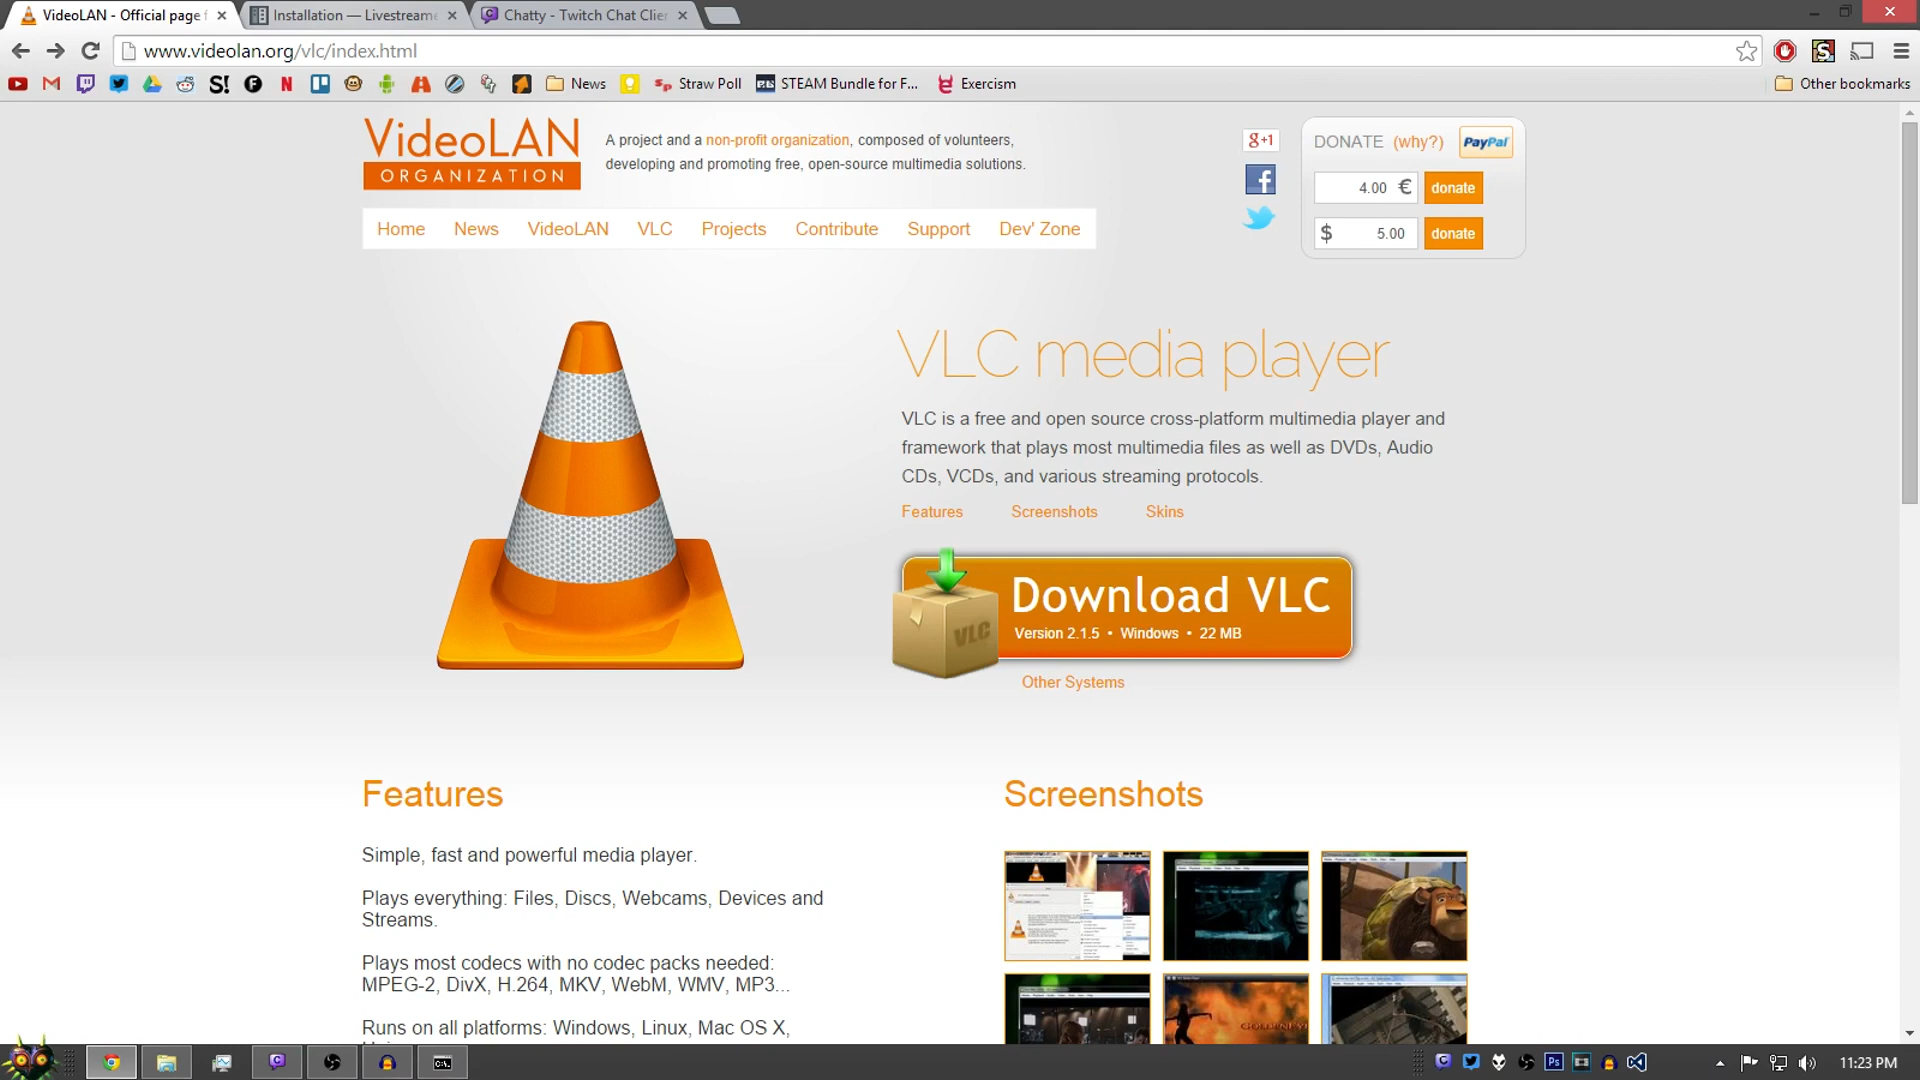 VideoLAN - Official page f
Installation — Livestreame
Chatty - Twitch Chat Clien
www.videolan.org/vlc/index.html
News
Straw Poll
STEAM Bundle for F...
Exercism
Other bookmarks
VideoLAN
ORGANIZATION
A project and a non-profit organization, composed of volunteers,
developing and promoting free, open-source multimedia solutions.
g+1
DONATE (why?) PayPal
4.00 € donate
$ 5.00 donate
Home News VideoLAN VLC Projects Contribute Support Dev' Zone
VLC media player
VLC is a free and open source cross-platform multimedia player and
framework that plays most multimedia files as well as DVDs, Audio
CDs, VCDs, and various streaming protocols.
Features Screenshots Skins
VLC
Download VLC
Version 2.1.5 • Windows • 22 MB
Other Systems
Features
Simple, fast and powerful media player.
Plays everything: Files, Discs, Webcams, Devices and
Streams.
Plays most codecs with no codec packs needed:
MPEG-2, DivX, H.264, MKV, WebM, WMV, MP3...
Runs on all platforms: Windows, Linux, Mac OS X,
Screenshots
11:23 PM